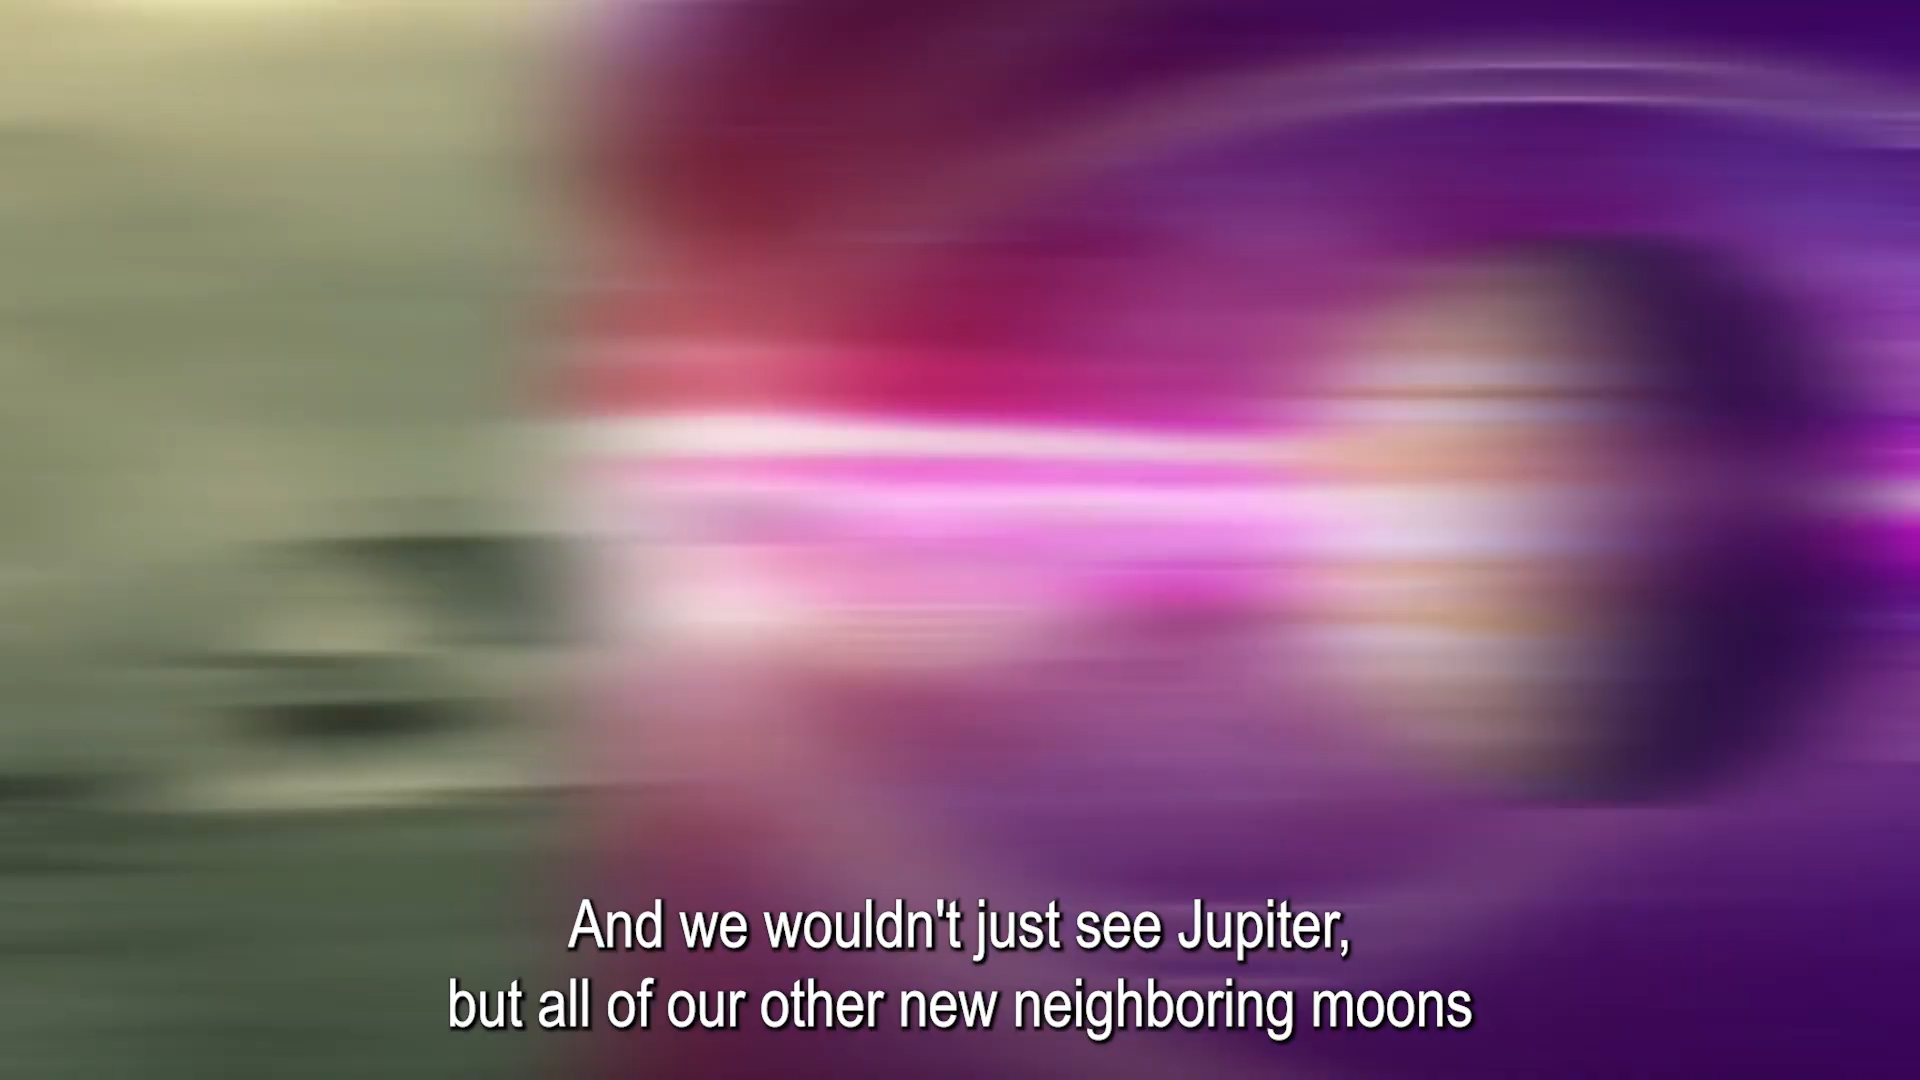 And we wouldn't just see Jupiter,
but all of our other new neighboring moons